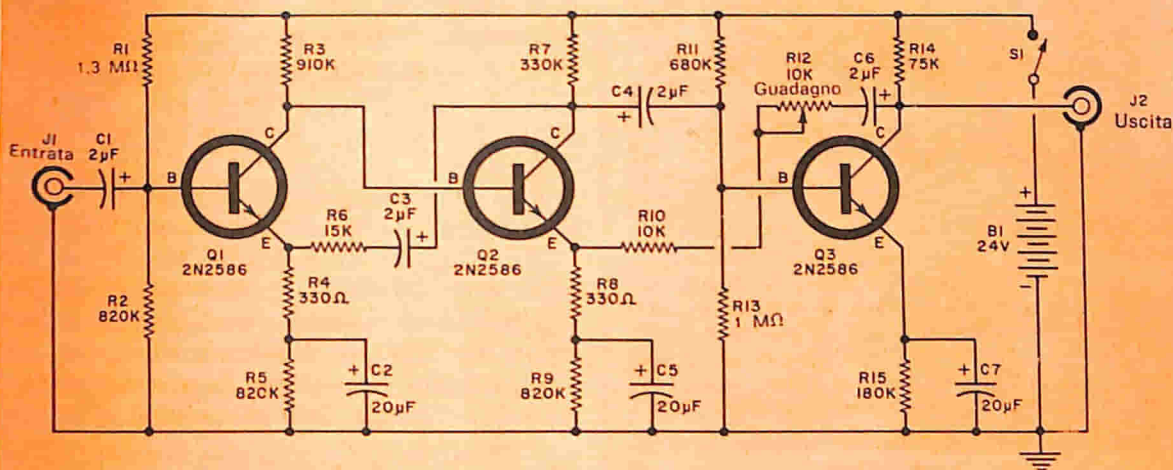 R1
1,3 MΩ
R3
910K
R7
330K
R11
680K
R12
10K
Guadagno
C6
2µF
+
R14
75K
S1
J1
Entrata
C1
2µF
+
B
C
E
Q1
2N2586
R6
15K
C3
2µF
+
C4
2µF
+
B
C
E
Q2
2N2586
R10
10K
B
C
E
Q3
2N2586
J2
Uscita
+
B1
24V
-
R2
820K
R4
330Ω
R5
820K
+
C2
20µF
R8
330Ω
R9
820K
+
C5
20µF
R13
1 MΩ
R15
180K
+
C7
20µF